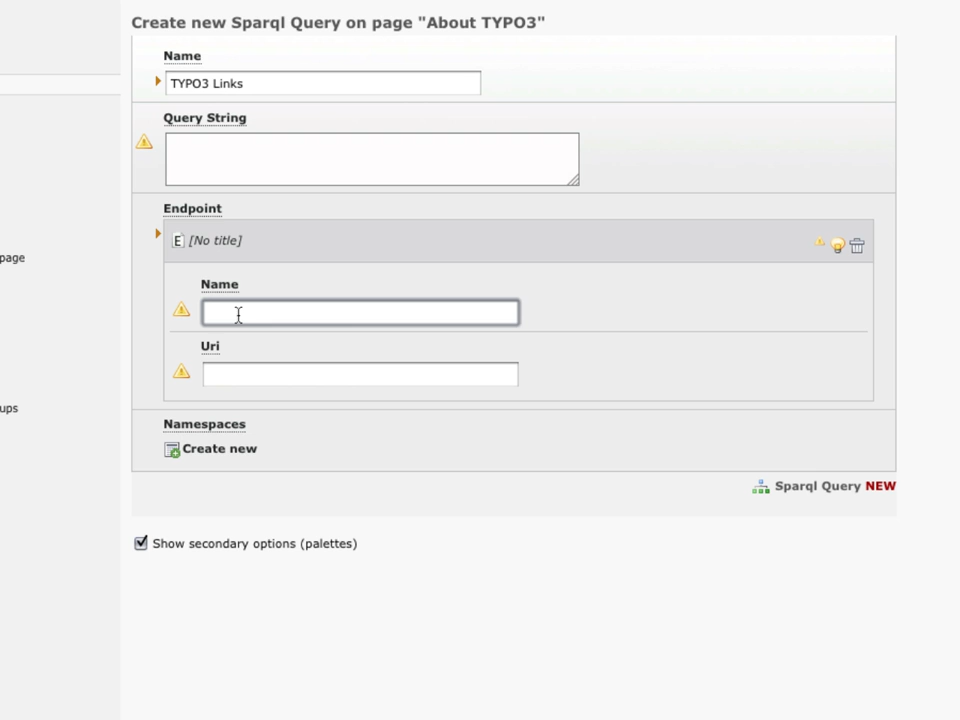 Create new Sparql Query on page "About TYPO3"
Name
TYPO3 Links
Query String
Endpoint
E [No title]
page
Name
Uri
ups
Namespaces
Create new
Sparql Query NEW
Show secondary options (palettes)